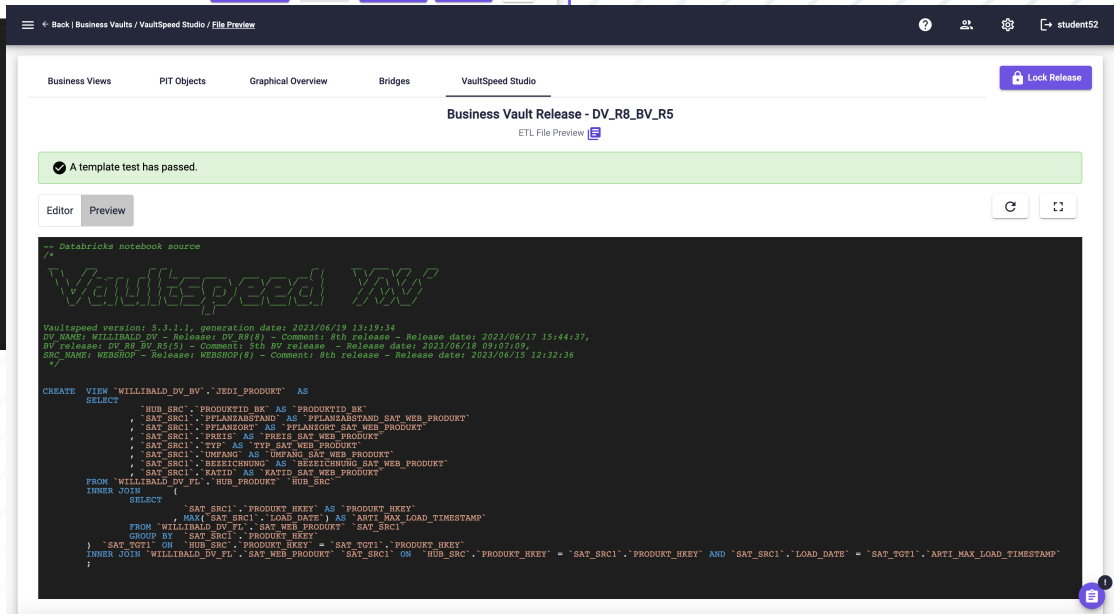 ← Back | Business Vaults / VaultSpeed Studio / File Preview
student52
Business Views PIT Objects Graphical Overview Bridges VaultSpeed Studio
Lock Release
Business Vault Release - DV_R8_BV_R5
ETL File Preview
A template test has passed.
Editor Preview
-- Databricks notebook source
/*
Vaultspeed version: 5.3.1.1, generation date: 2023/06/19 13:19:34
DV_NAME: WILLIBALD_DV - Release: DV_R8(8) - Comment: 8th release - Release date: 2023/06/17 15:44:37,
BV release: DV_R8_BV_R5(5) - Comment: 5th BV release  - Release date: 2023/06/18 09:07:09,
SRC_NAME: WEBSHOP - Release: WEBSHOP(8) - Comment: 8th release - Release date: 2023/06/15 12:32:36
*/
CREATE  VIEW `WILLIBALD_DV_BV`.`JEDI_PRODUKT`  AS
SELECT
`HUB_SRC`.`PRODUKTID_BK` AS `PRODUKTID_BK`
, `SAT_SRC1`.`PFLANZABSTAND` AS `PFLANZABSTAND_SAT_WEB_PRODUKT`
, `SAT_SRC1`.`PFLANZORT` AS `PFLANZORT_SAT_WEB_PRODUKT`
, `SAT_SRC1`.`PREIS` AS `PREIS_SAT_WEB_PRODUKT`
, `SAT_SRC1`.`TYP` AS `TYP_SAT_WEB_PRODUKT`
, `SAT_SRC1`.`UMFANG` AS `UMFANG_SAT_WEB_PRODUKT`
, `SAT_SRC1`.`BEZEICHNUNG` AS `BEZEICHNUNG_SAT_WEB_PRODUKT`
, `SAT_SRC1`.`KATID` AS `KATID_SAT_WEB_PRODUKT`
FROM `WILLIBALD_DV_FL`.`HUB_PRODUKT` `HUB_SRC`
INNER JOIN (
SELECT
`SAT_SRC1`.`PRODUKT_HKEY` AS `PRODUKT_HKEY`
, MAX(`SAT_SRC1`.`LOAD_DATE`) AS `ARTI_MAX_LOAD_TIMESTAMP`
FROM `WILLIBALD_DV_FL`.`SAT_WEB_PRODUKT` `SAT_SRC1`
GROUP BY  `SAT_SRC1`.`PRODUKT_HKEY`
) `SAT_TGT1` ON  `HUB_SRC`.`PRODUKT_HKEY` = `SAT_TGT1`.`PRODUKT_HKEY`
INNER JOIN `WILLIBALD_DV_FL`.`SAT_WEB_PRODUKT` `SAT_SRC1` ON  `HUB_SRC`.`PRODUKT_HKEY` = `SAT_SRC1`.`PRODUKT_HKEY` AND `SAT_SRC1`.`LOAD_DATE` = `SAT_TGT1`.`ARTI_MAX_LOAD_TIMESTAMP`
;